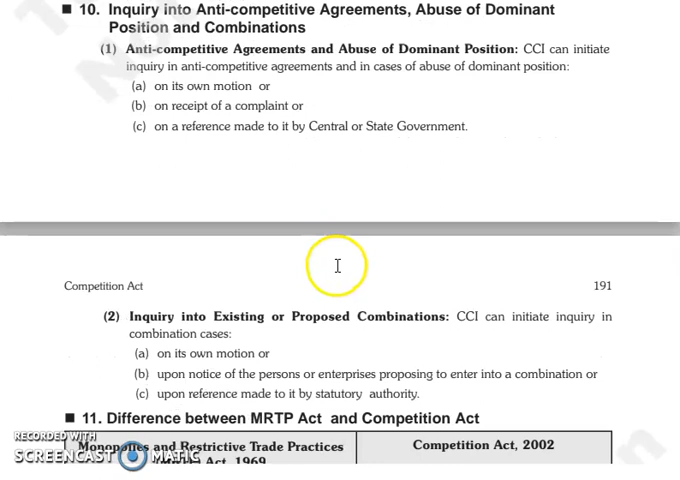 ■ 10. Inquiry into Anti-competitive Agreements, Abuse of Dominant
Position and Combinations
(1) Anti-competitive Agreements and Abuse of Dominant Position: CCI can initiate
inquiry in anti-competitive agreements and in cases of abuse of dominant position:
(a) on its own motion or
(b) on receipt of a complaint or
(c) on a reference made to it by Central or State Government.
Competition Act 191
(2) Inquiry into Existing or Proposed Combinations: CCI can initiate inquiry in
combination cases:
(a) on its own motion or
(b) upon notice of the persons or enterprises proposing to enter into a combination or
(c) upon reference made to it by statutory authority.
■ 11. Difference between MRTP Act and Competition Act
Monopolies and Restrictive Trade Practices Competition Act, 2002
Act, 1969
RECORDED WITH
SCREENCAST MATIC